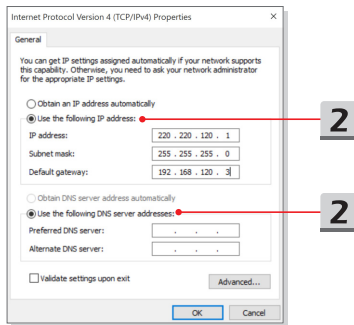 Internet Protocol Version 4 (TCP/IPv4) Properties
General
You can get IP settings assigned automatically if your network supports
this capability. Otherwise, you need to ask your network administrator
for the appropriate IP settings.
Obtain an IP address automatically
Use the following IP address:
2
IP address: 220 . 220 . 120 . 1
Subnet mask: 255 . 255 . 255 . 0
Default gateway: 192 . 168 . 120 . 3
Obtain DNS server address automatically
Use the following DNS server addresses:
2
Preferred DNS server: . . .
Alternate DNS server: . . .
Validate settings upon exit
Advanced...
OK Cancel